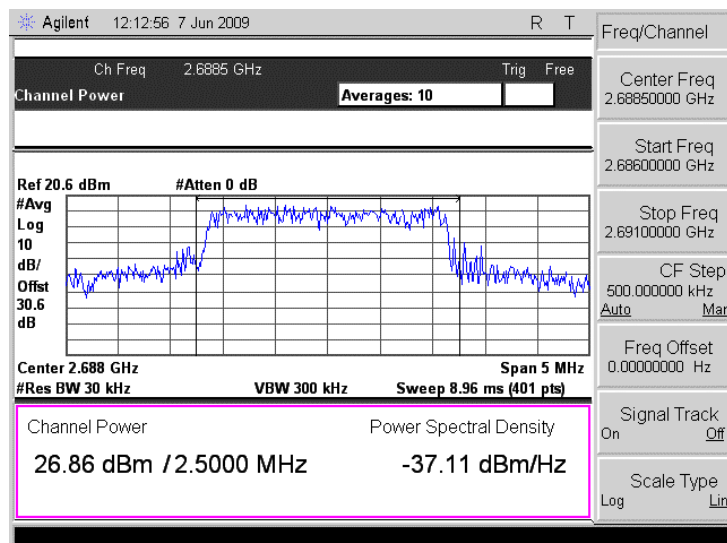 Agilent 12:12:56 7 Jun 2009 R T
Ch Freq 2.6885 GHz Trig Free
Channel Power Averages: 10
Ref 20.6 dBm #Atten 0 dB
#Avg
Log
10
dB/
Offst
30.6
dB
Center 2.688 GHz Span 5 MHz
#Res BW 30 kHz VBW 300 kHz Sweep 8.96 ms (401 pts)
Channel Power Power Spectral Density
26.86 dBm / 2.5000 MHz -37.11 dBm/Hz
Freq/Channel
Center Freq
2.68850000 GHz
Start Freq
2.68600000 GHz
Stop Freq
2.69100000 GHz
CF Step
500.000000 kHz
Auto Man
Freq Offset
0.00000000 Hz
Signal Track
On Off
Scale Type
Log Lin